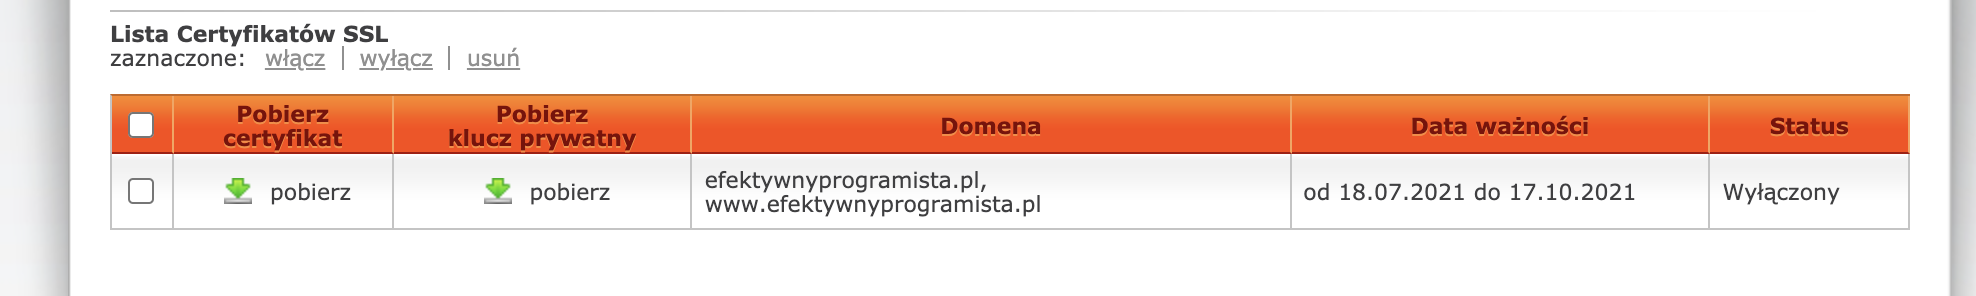 Lista Certyfikatów SSL
zaznaczone: włącz | wyłącz | usuń
Pobierz certyfikat
Pobierz klucz prywatny
Domena
Data ważności
Status
pobierz
pobierz
efektywnyprogramista.pl,
www.efektywnyprogramista.pl
od 18.07.2021 do 17.10.2021
Wyłączony